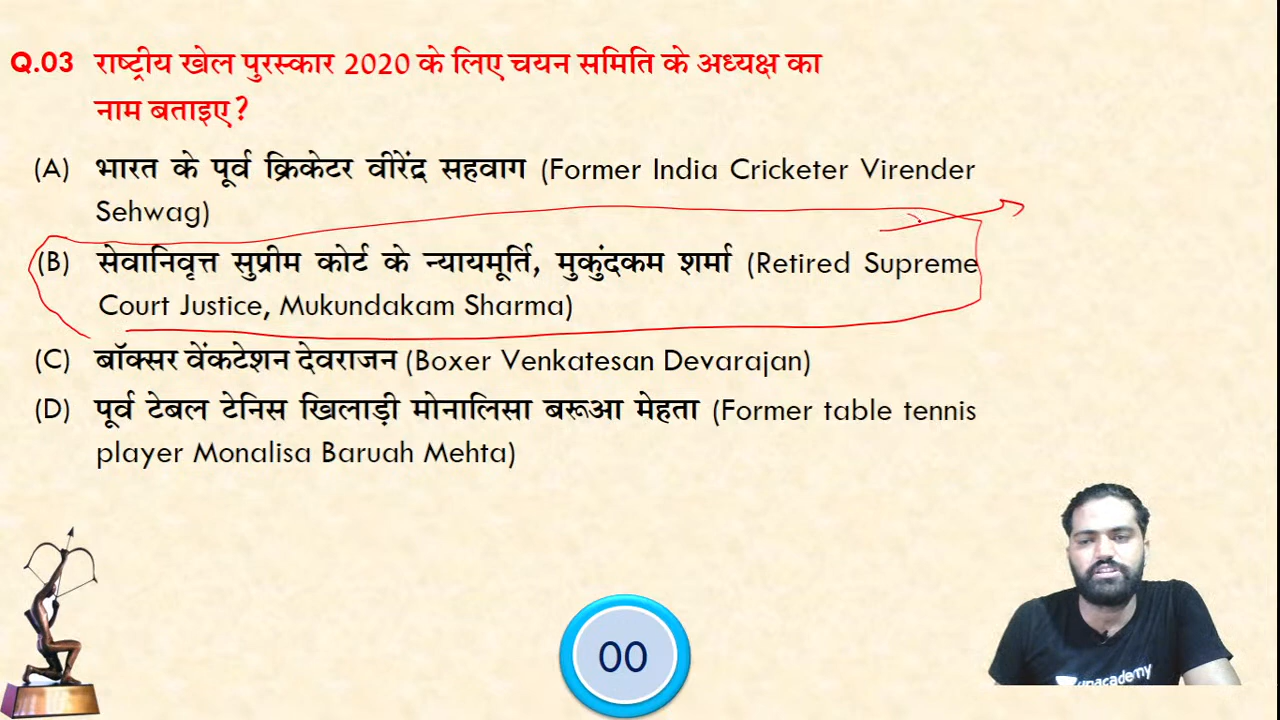 Q.03 राष्ट्रीय खेल पुरस्कार 2020 के लिए चयन समिति के अध्यक्ष का
नाम बताइए?
(A) भारत के पूर्व क्रिकेटर वीरेंद्र सहवाग (Former India Cricketer Virender
Sehwag)
(B) सेवानिवृत्त सुप्रीम कोर्ट के न्यायमूर्ति, मुकुंदकम शर्मा (Retired Supreme
Court Justice, Mukundakam Sharma)
(C) बॉक्सर वेंकटेशन देवराजन (Boxer Venkatesan Devarajan)
(D) पूर्व टेबल टेनिस खिलाड़ी मोनालिसा बरूआ मेहता (Former table tennis
player Monalisa Baruah Mehta)
00